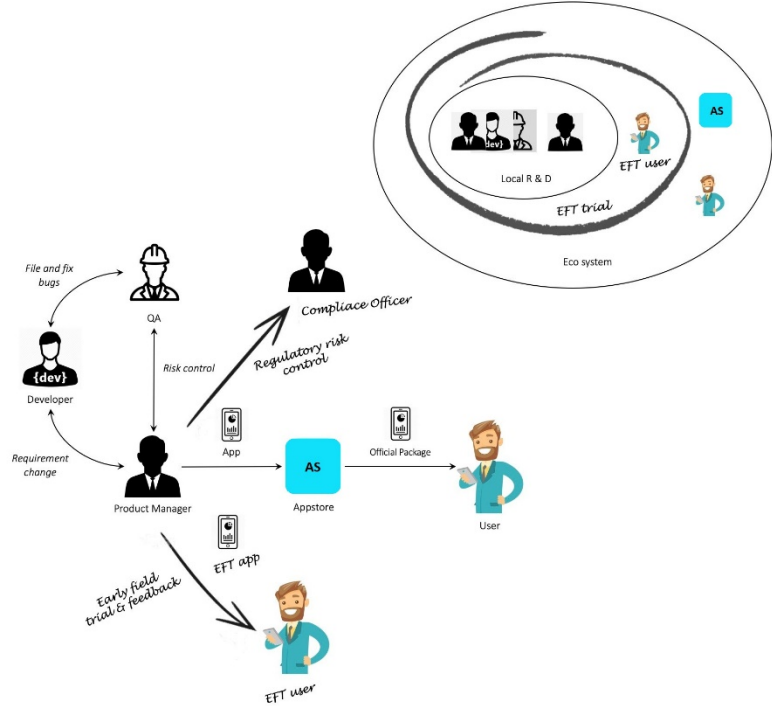 AS
{dev}
EFT user
Local R & D
EFT trial
Eco system
File and fix
bugs
QA
Compliace Officer
Regulatory risk
control
Risk control
{dev}
Developer
Requirement
change
App
Official Package
AS
Product Manager
Appstore
User
EFT app
Early field
trial & feedback
EFT user